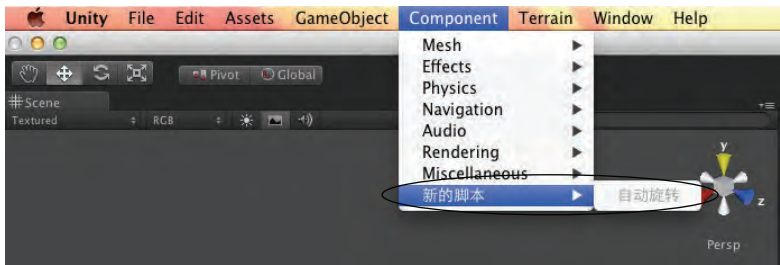 Unity File Edit Assets GameObject Component Terrain Window Help
Pivot Global
#Scene
Textured RGB
Mesh
Effects
Physics
Navigation
Audio
Rendering
Miscellaneous
新的脚本
自动旋转
y
z
Persp